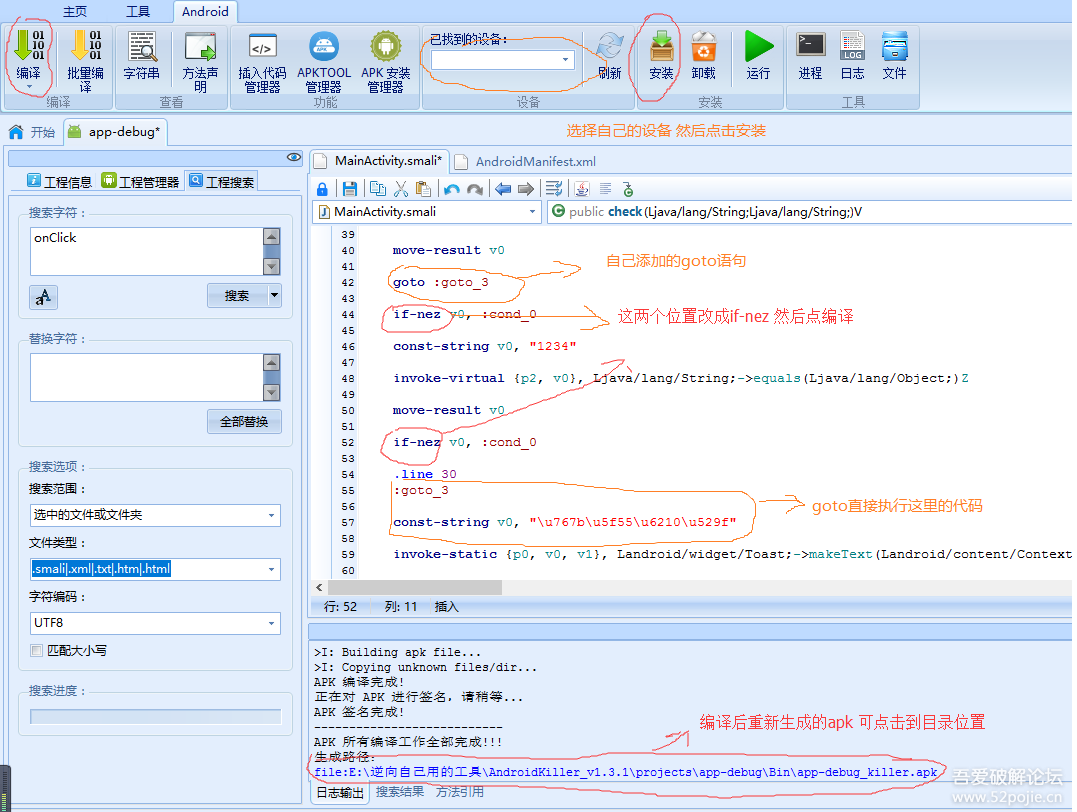 主页 工具 Android
编译 批量编译 字符串 方法声明 插入代码管理器 APKTOOL管理器 APK 安装管理器 已找到的设备: 刷新 安装 卸载 运行 进程 日志 文件
编译 查看 功能 设备 安装 工具
开始 app-debug*
选择自己的设备 然后点击安装
工程信息 工程管理器 工程搜索
搜索字符:
onClick
搜索
替换字符:
全部替换
搜索选项:
搜索范围:
选中的文件或文件夹
文件类型:
.smali|.xml|.txt|.htm|.html
字符编码:
UTF8
匹配大小写
搜索进度:
MainActivity.smali* AndroidManifest.xml
MainActivity.smali public check(Ljava/lang/String;Ljava/lang/String;)V
39
40 move-result v0
自己添加的goto语句
41
42 goto :goto_3
43
44 if-nez v0, :cond_0
这两个位置改成if-nez 然后点编译
45
46 const-string v0, "1234"
47
48 invoke-virtual {p2, v0}, Ljava/lang/String;->equals(Ljava/lang/Object;)Z
49
50 move-result v0
51
52 if-nez v0, :cond_0
53
54 .line 30
55 :goto_3
56
goto直接执行这里的代码
57 const-string v0, "\u767b\u5f55\u6210\u529f"
58
59 invoke-static {p0, v0, v1}, Landroid/widget/Toast;->makeText(Landroid/content/Context
60
行: 52 列: 11 插入
>I: Building apk file...
>I: Copying unknown files/dir...
APK 编译完成!
正在对 APK 进行签名，请稍等...
APK 签名完成!
------------------------
编译后重新生成的apk 可点击到目录位置
APK 所有编译工作全部完成!!!
生成路径:
file:E:\逆向自己用的工具\AndroidKiller_v1.3.1\projects\app-debug\Bin\app-debug_killer.apk
日志输出 搜索结果 方法引用
吾爱破解论坛
www.52pojie.cn